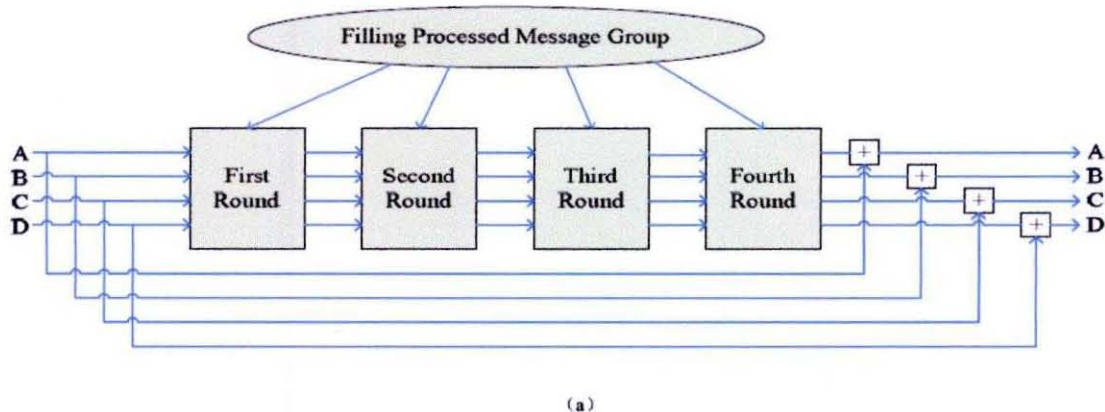 Filling Processed Message Group
A
B
C
D
First
Round
Second
Round
Third
Round
Fourth
Round
+
+
+
+
A
B
C
D
(a)